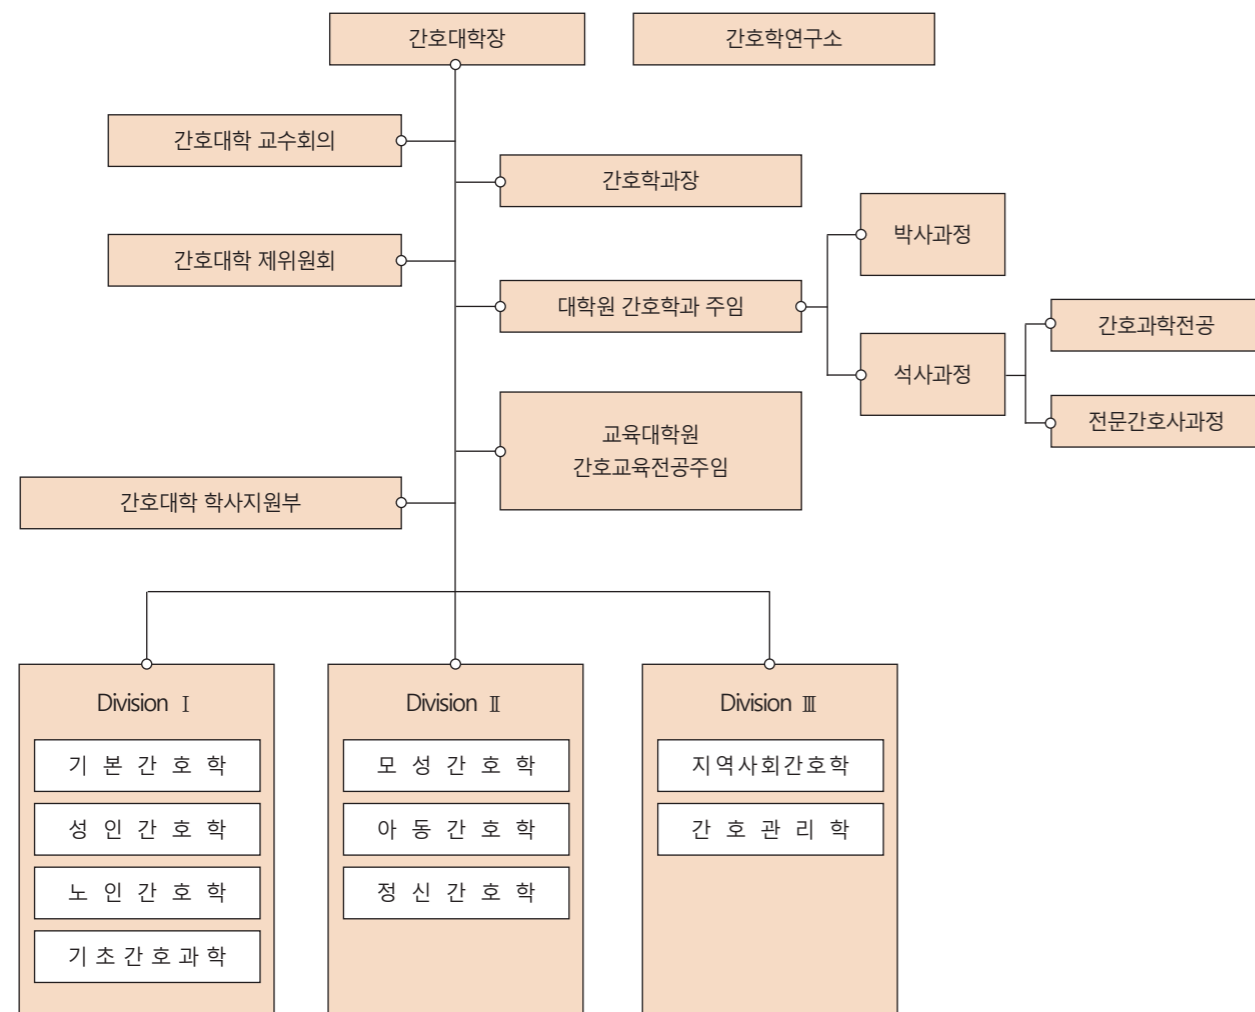 간호대학장
간호학연구소
간호대학 교수회의
간호학과장
간호대학 제위원회
대학원 간호학과 주임
박사과정
석사과정
간호과학전공
전문간호사과정
교육대학원
간호교육전공주임
간호대학 학사지원부
Division Ⅰ
기본간호학
성인간호학
노인간호학
기초간호과학
Division Ⅱ
모성간호학
아동간호학
정신간호학
Division Ⅲ
지역사회간호학
간호관리학